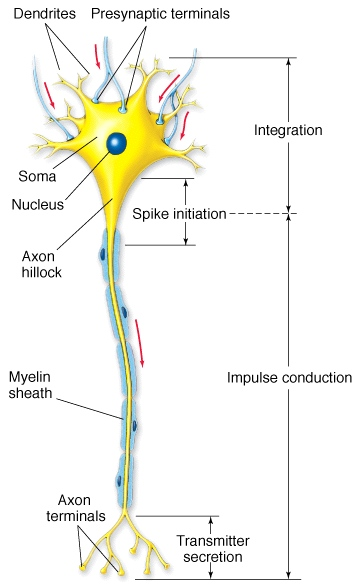 Dendrites
Presynaptic terminals
Integration
Soma
Nucleus
Spike initiation
Axon
hillock
Myelin
sheath
Impulse conduction
Axon
terminals
Transmitter
secretion